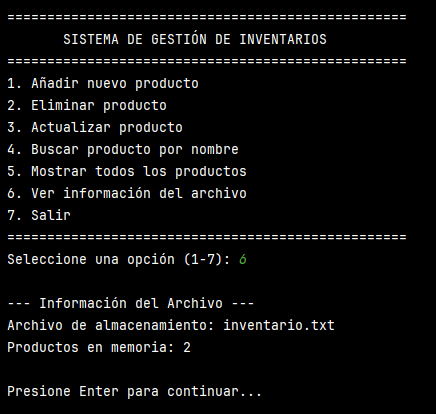 ==================================================
SISTEMA DE GESTIÓN DE INVENTARIOS
==================================================
1. Añadir nuevo producto
2. Eliminar producto
3. Actualizar producto
4. Buscar producto por nombre
5. Mostrar todos los productos
6. Ver información del archivo
7. Salir
==================================================
Seleccione una opción (1-7): 6
--- Información del Archivo ---
Archivo de almacenamiento: inventario.txt
Productos en memoria: 2
Presione Enter para continuar...